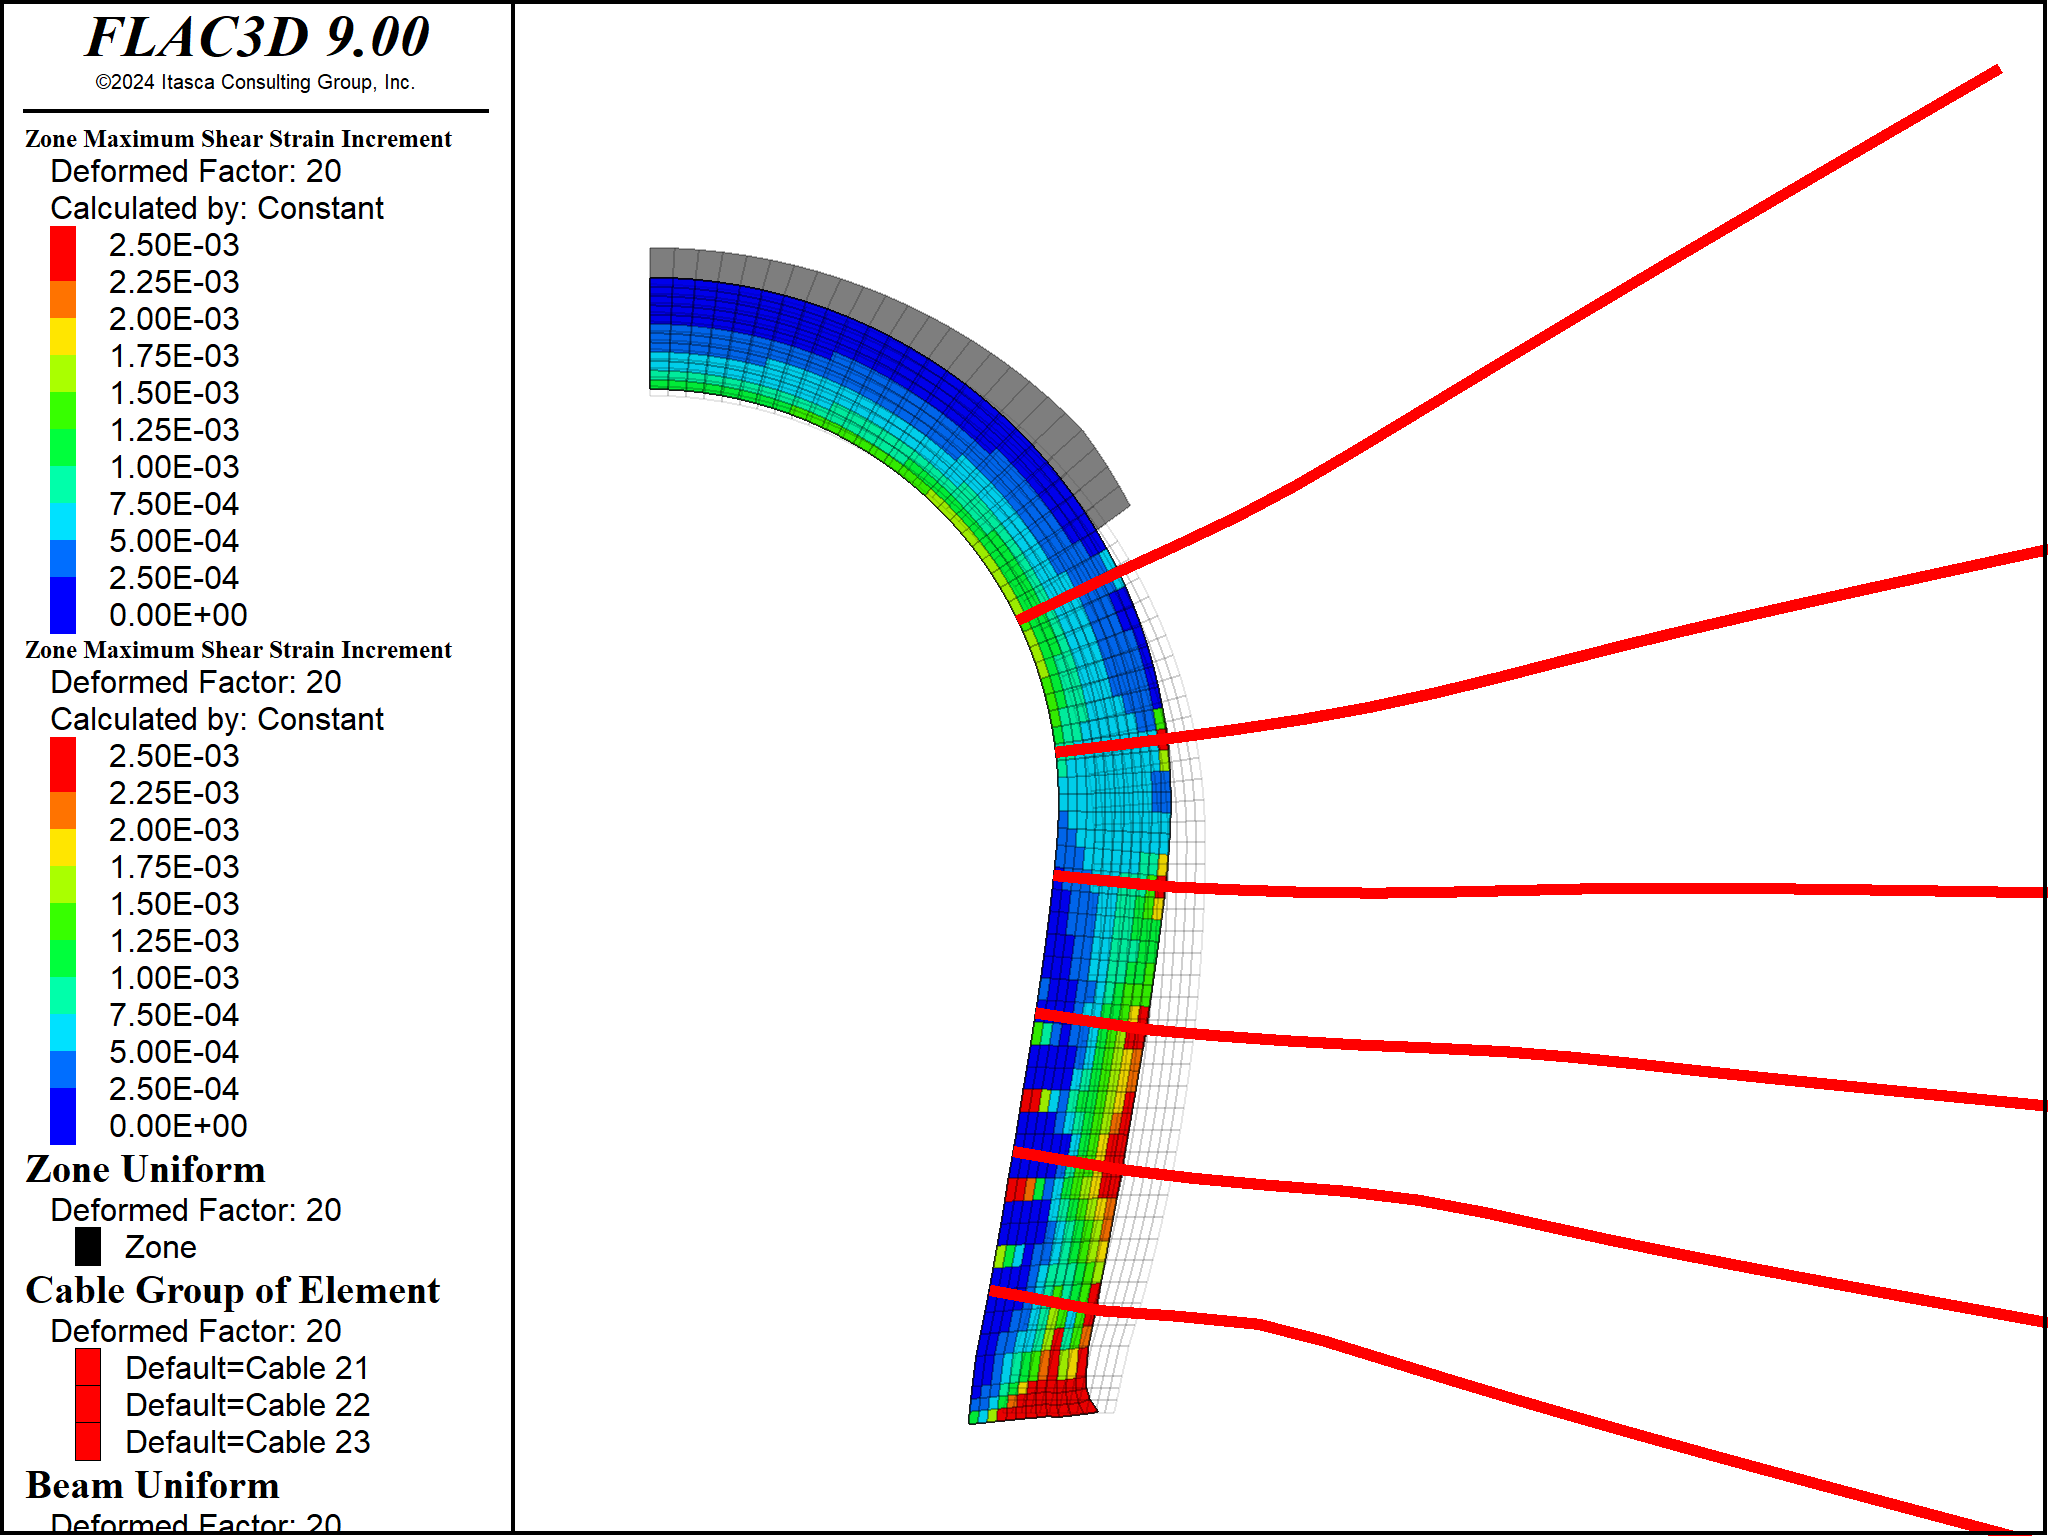 FLAC3D 9.00
©2024 Itasca Consulting Group, Inc.
Zone Maximum Shear Strain Increment
Deformed Factor: 20
Calculated by: Constant
2.50E-03
2.25E-03
2.00E-03
1.75E-03
1.50E-03
1.25E-03
1.00E-03
7.50E-04
5.00E-04
2.50E-04
0.00E+00
Zone Maximum Shear Strain Increment
Deformed Factor: 20
Calculated by: Constant
2.50E-03
2.25E-03
2.00E-03
1.75E-03
1.50E-03
1.25E-03
1.00E-03
7.50E-04
5.00E-04
2.50E-04
0.00E+00
Zone Uniform
Deformed Factor: 20
Zone
Cable Group of Element
Deformed Factor: 20
Default=Cable 21
Default=Cable 22
Default=Cable 23
Beam Uniform
Deformed Factor: 20